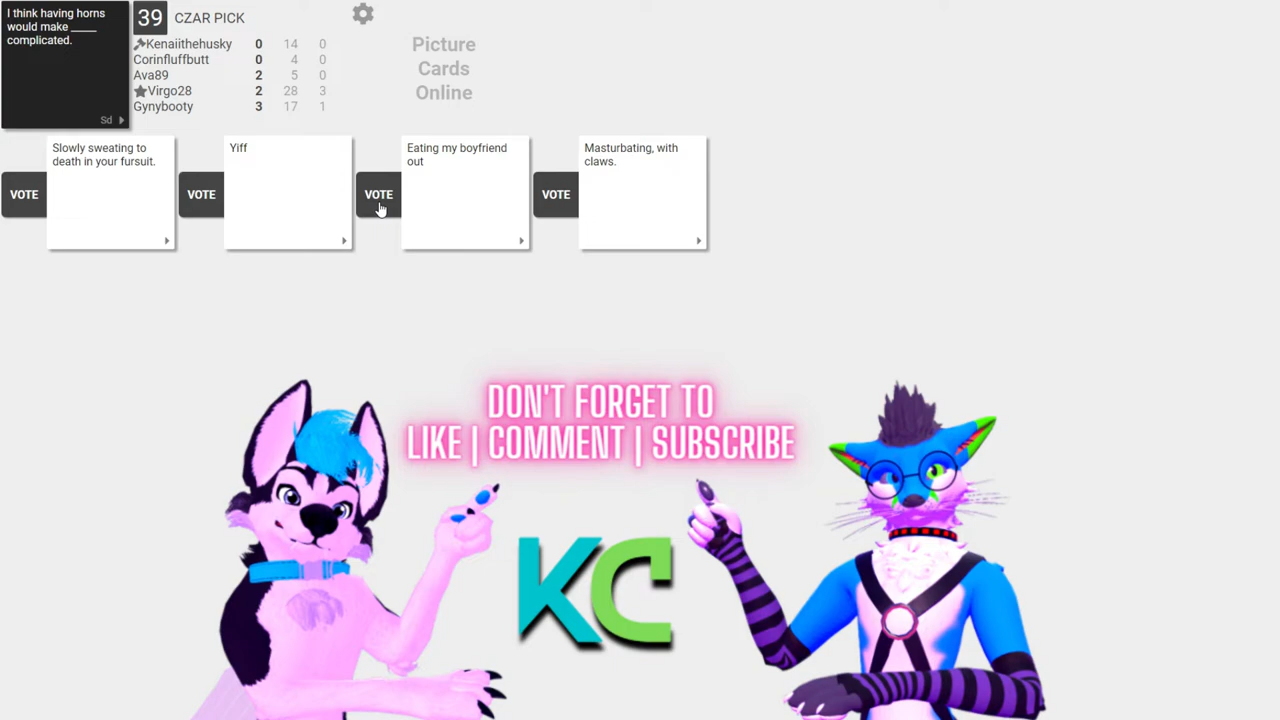 I think having horns
would make _____
complicated.
Sd
39 CZAR PICK
Kenaiithehusky 0 14 0
Corinfluffbutt 0 4 0
Ava89 2 5 0
Virgo28 2 28 3
Gynybooty 3 17 1
Picture
Cards
Online
VOTE
Slowly sweating to
death in your fursuit.
VOTE
Yiff
VOTE
Eating my boyfriend
out
VOTE
Masturbating, with
claws.
DON'T FORGET TO
LIKE | COMMENT | SUBSCRIBE
KC